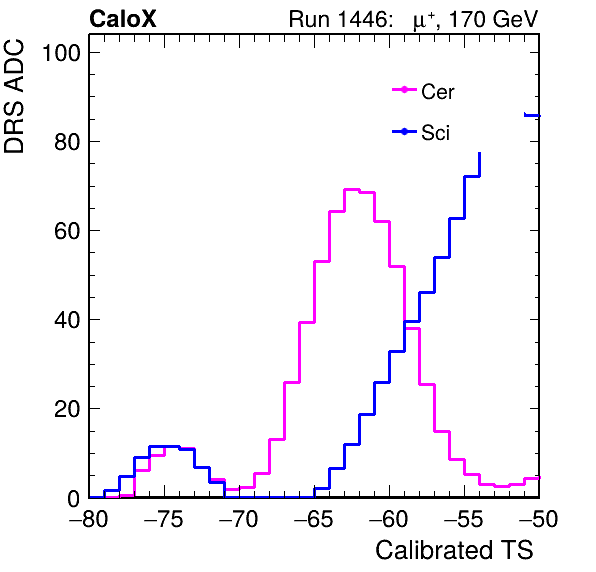 CaloX Run 1446: μ⁺, 170 GeV
DRS ADC
100
80
60
40
20
0
Cer
Sci
−80 −75 −70 −65 −60 −55 −50
Calibrated TS